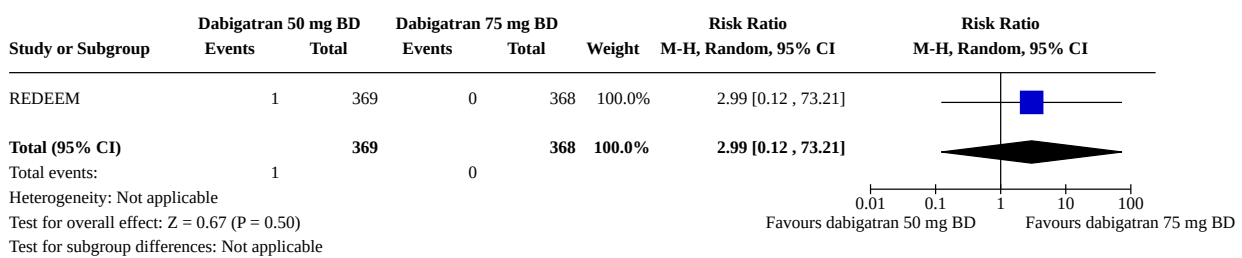 Dabigatran 50 mg BD Dabigatran 75 mg BD Risk Ratio Risk Ratio
Study or Subgroup Events Total Events Total Weight M-H, Random, 95% CI M-H, Random, 95% CI
REDEEM 1 369 0 368 100.0% 2.99 [0.12 , 73.21]
Total (95% CI) 369 368 100.0% 2.99 [0.12 , 73.21]
Total events: 1 0
Heterogeneity: Not applicable
0.01 0.1 1 10 100
Test for overall effect: Z = 0.67 (P = 0.50) Favours dabigatran 50 mg BD Favours dabigatran 75 mg BD
Test for subgroup differences: Not applicable